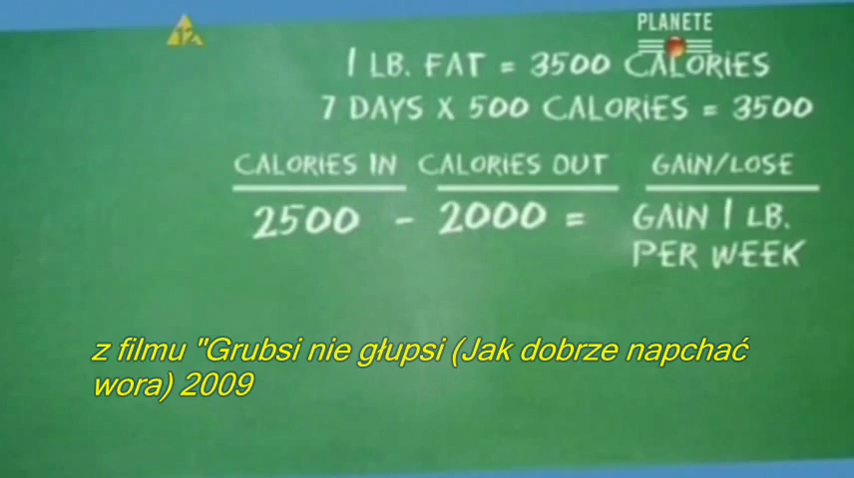 12
PLANETE
1 LB. FAT = 3500 CALORIES
7 DAYS X 500 CALORIES = 3500
CALORIES IN CALORIES OUT GAIN/LOSE
2500 - 2000 = GAIN 1 LB.
PER WEEK
z filmu "Grubsi nie głupsi (Jak dobrze napchać
wora) 2009